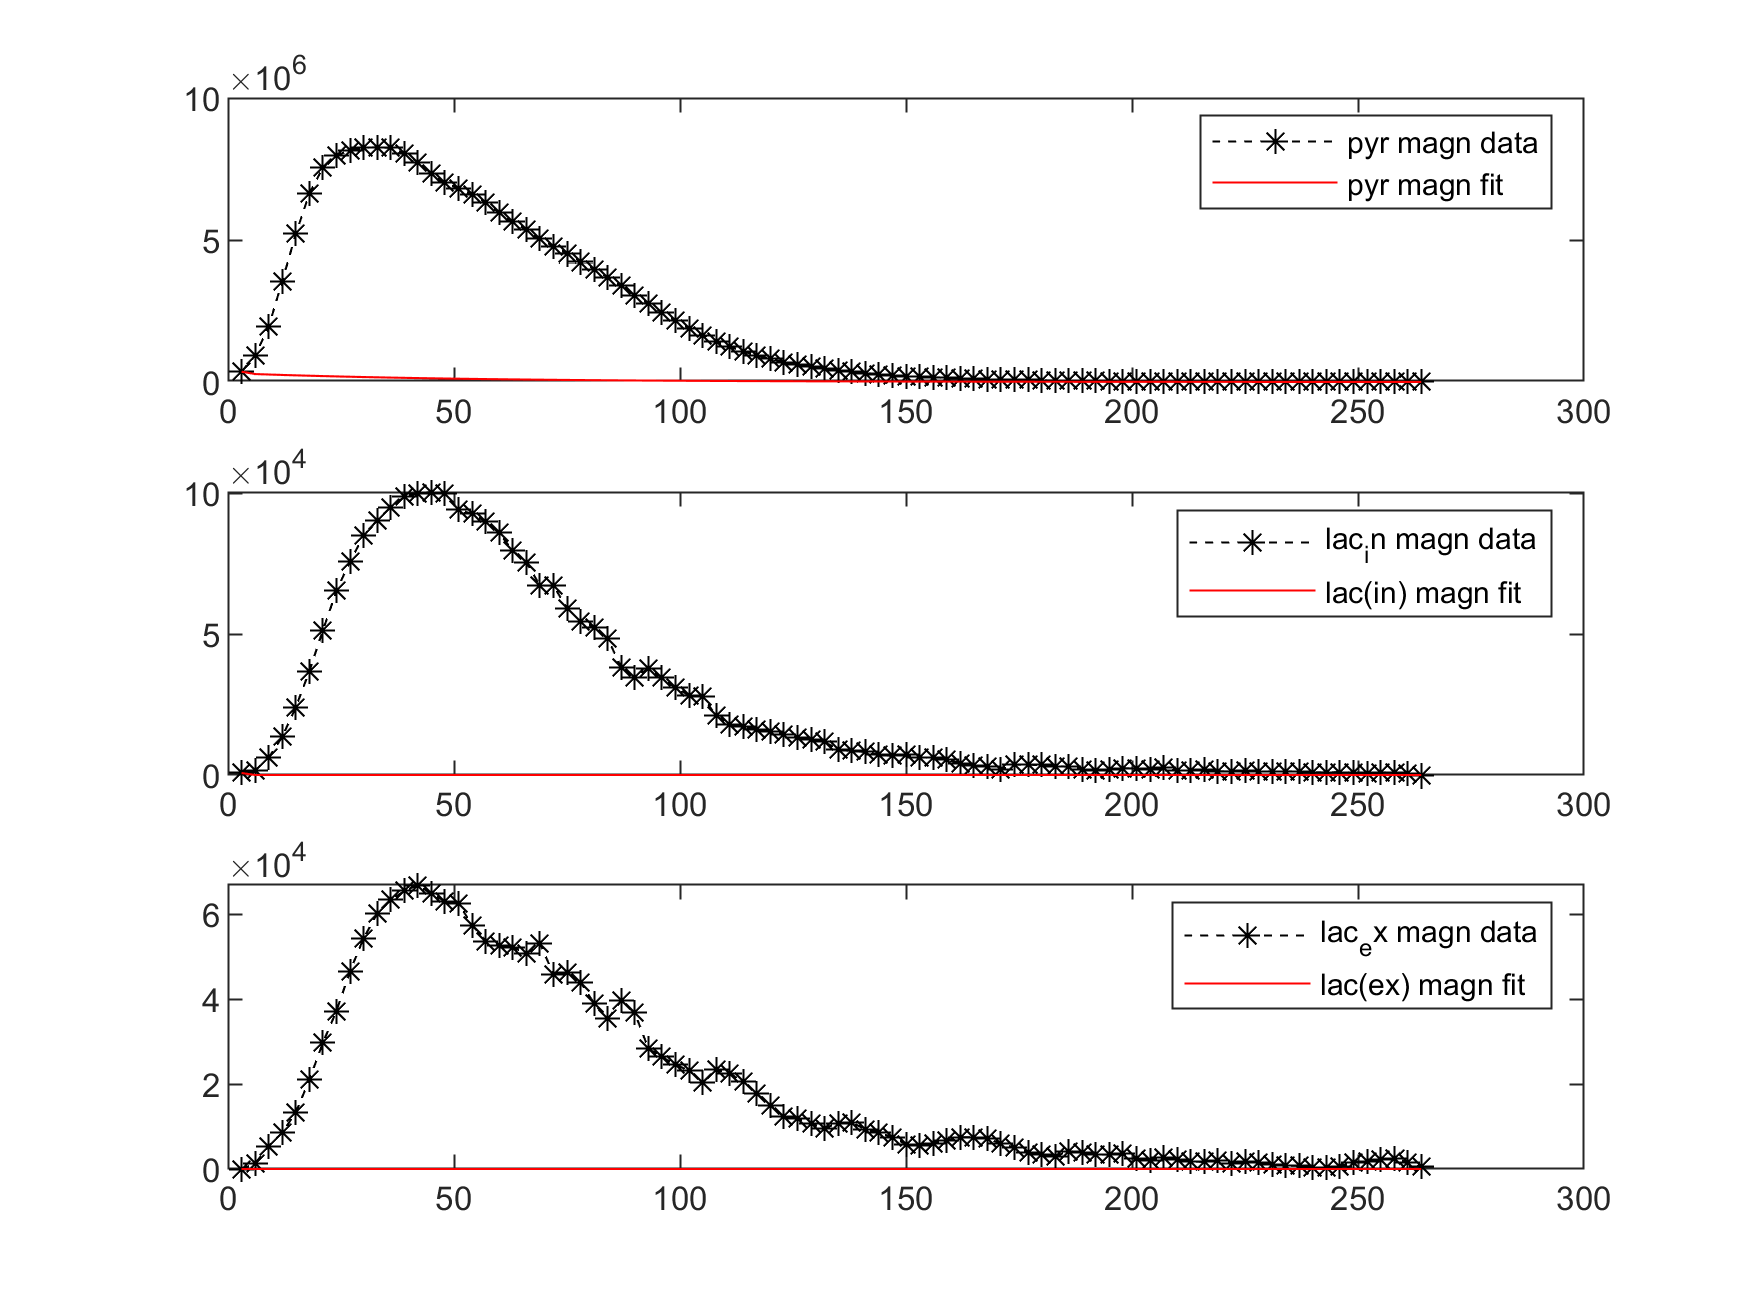 ×10^6
10
5
0
0 50 100 150 200 250 300
pyr magn data
pyr magn fit
×10^4
10
5
0
0 50 100 150 200 250 300
lac_in magn data
lac(in) magn fit
×10^4
6
4
2
0
0 50 100 150 200 250 300
lac_ex magn data
lac(ex) magn fit